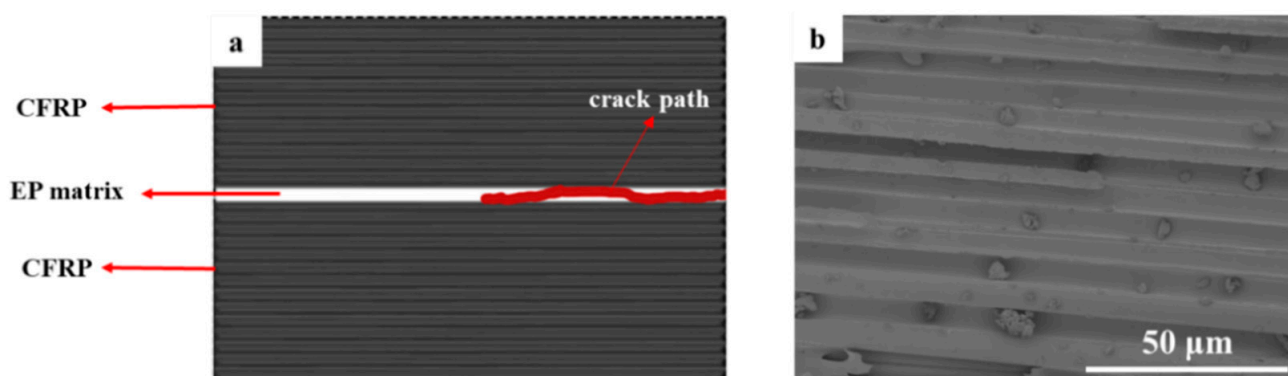 a
CFRP
crack path
EP matrix
CFRP
b
50 μm